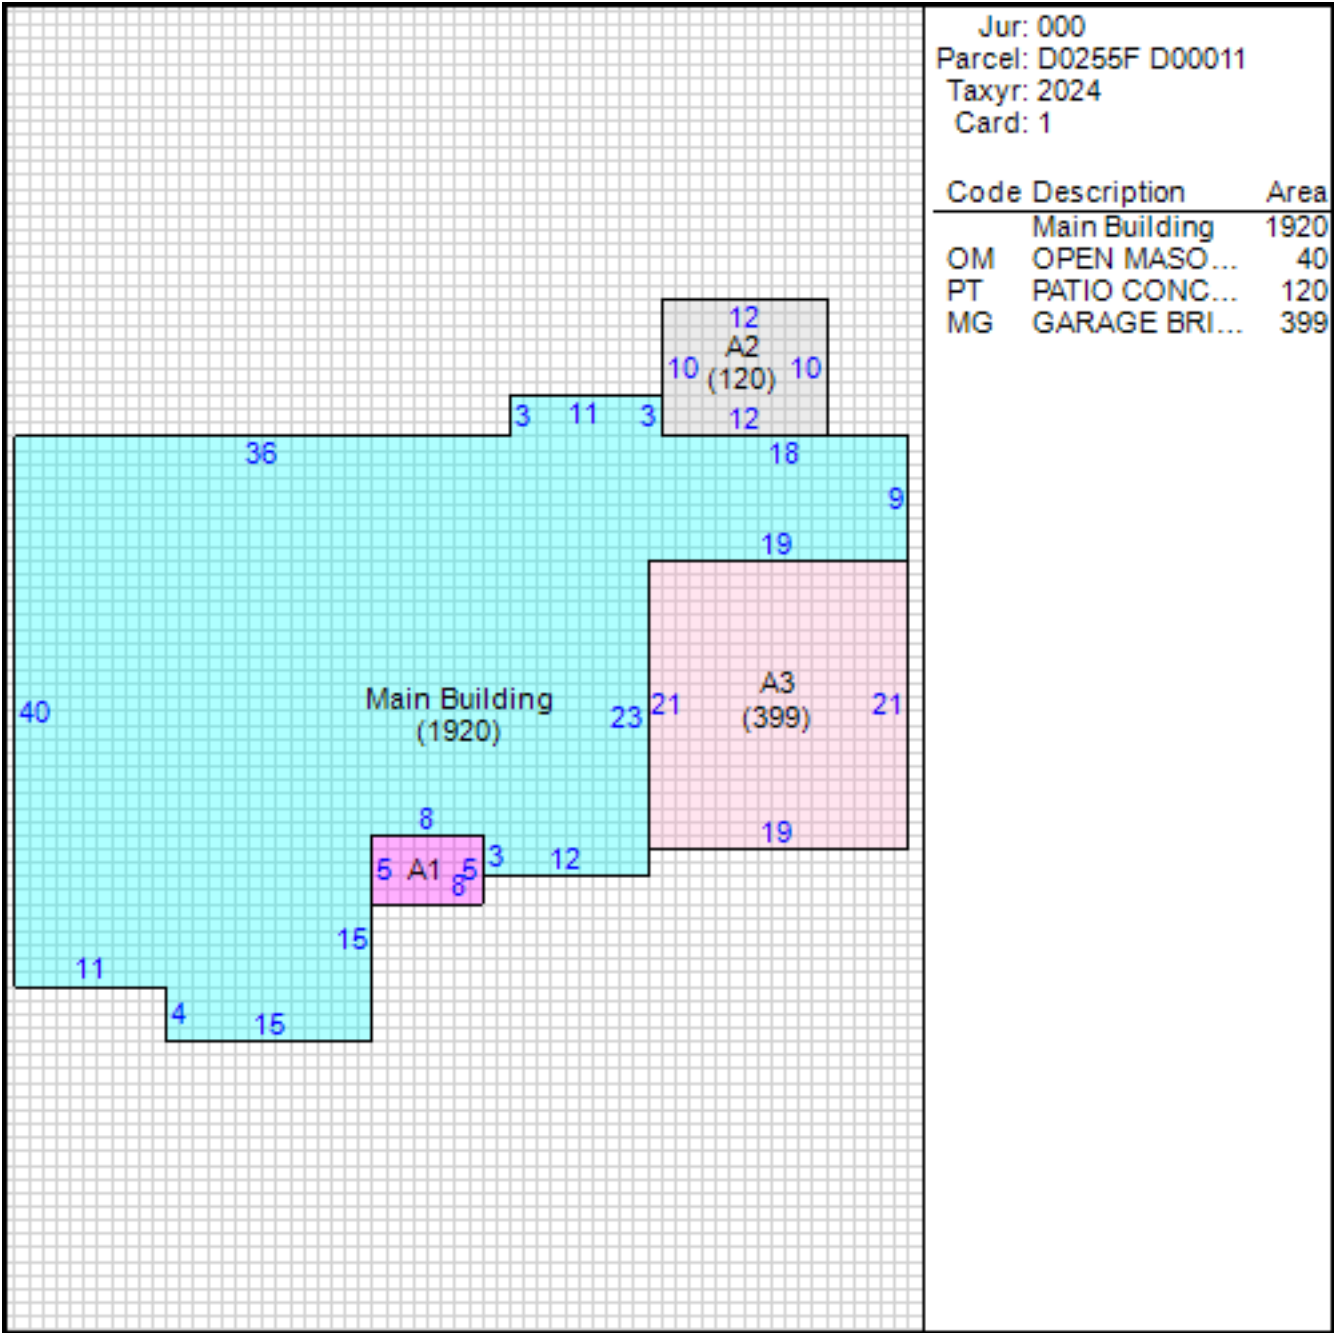 Jur: 000
Parcel: D0255F D00011
Taxyr: 2024
Card: 1
Code Description Area
Main Building 1920
OM OPEN MASO... 40
PT PATIO CONC... 120
MG GARAGE BRI... 399
12
A2
10 (120) 10
12
3 11 3
36
18
9
19
40
Main Building
(1920)
23
21
A3
(399)
21
19
8
5 A1 5
8
3 12
15
11
4 15